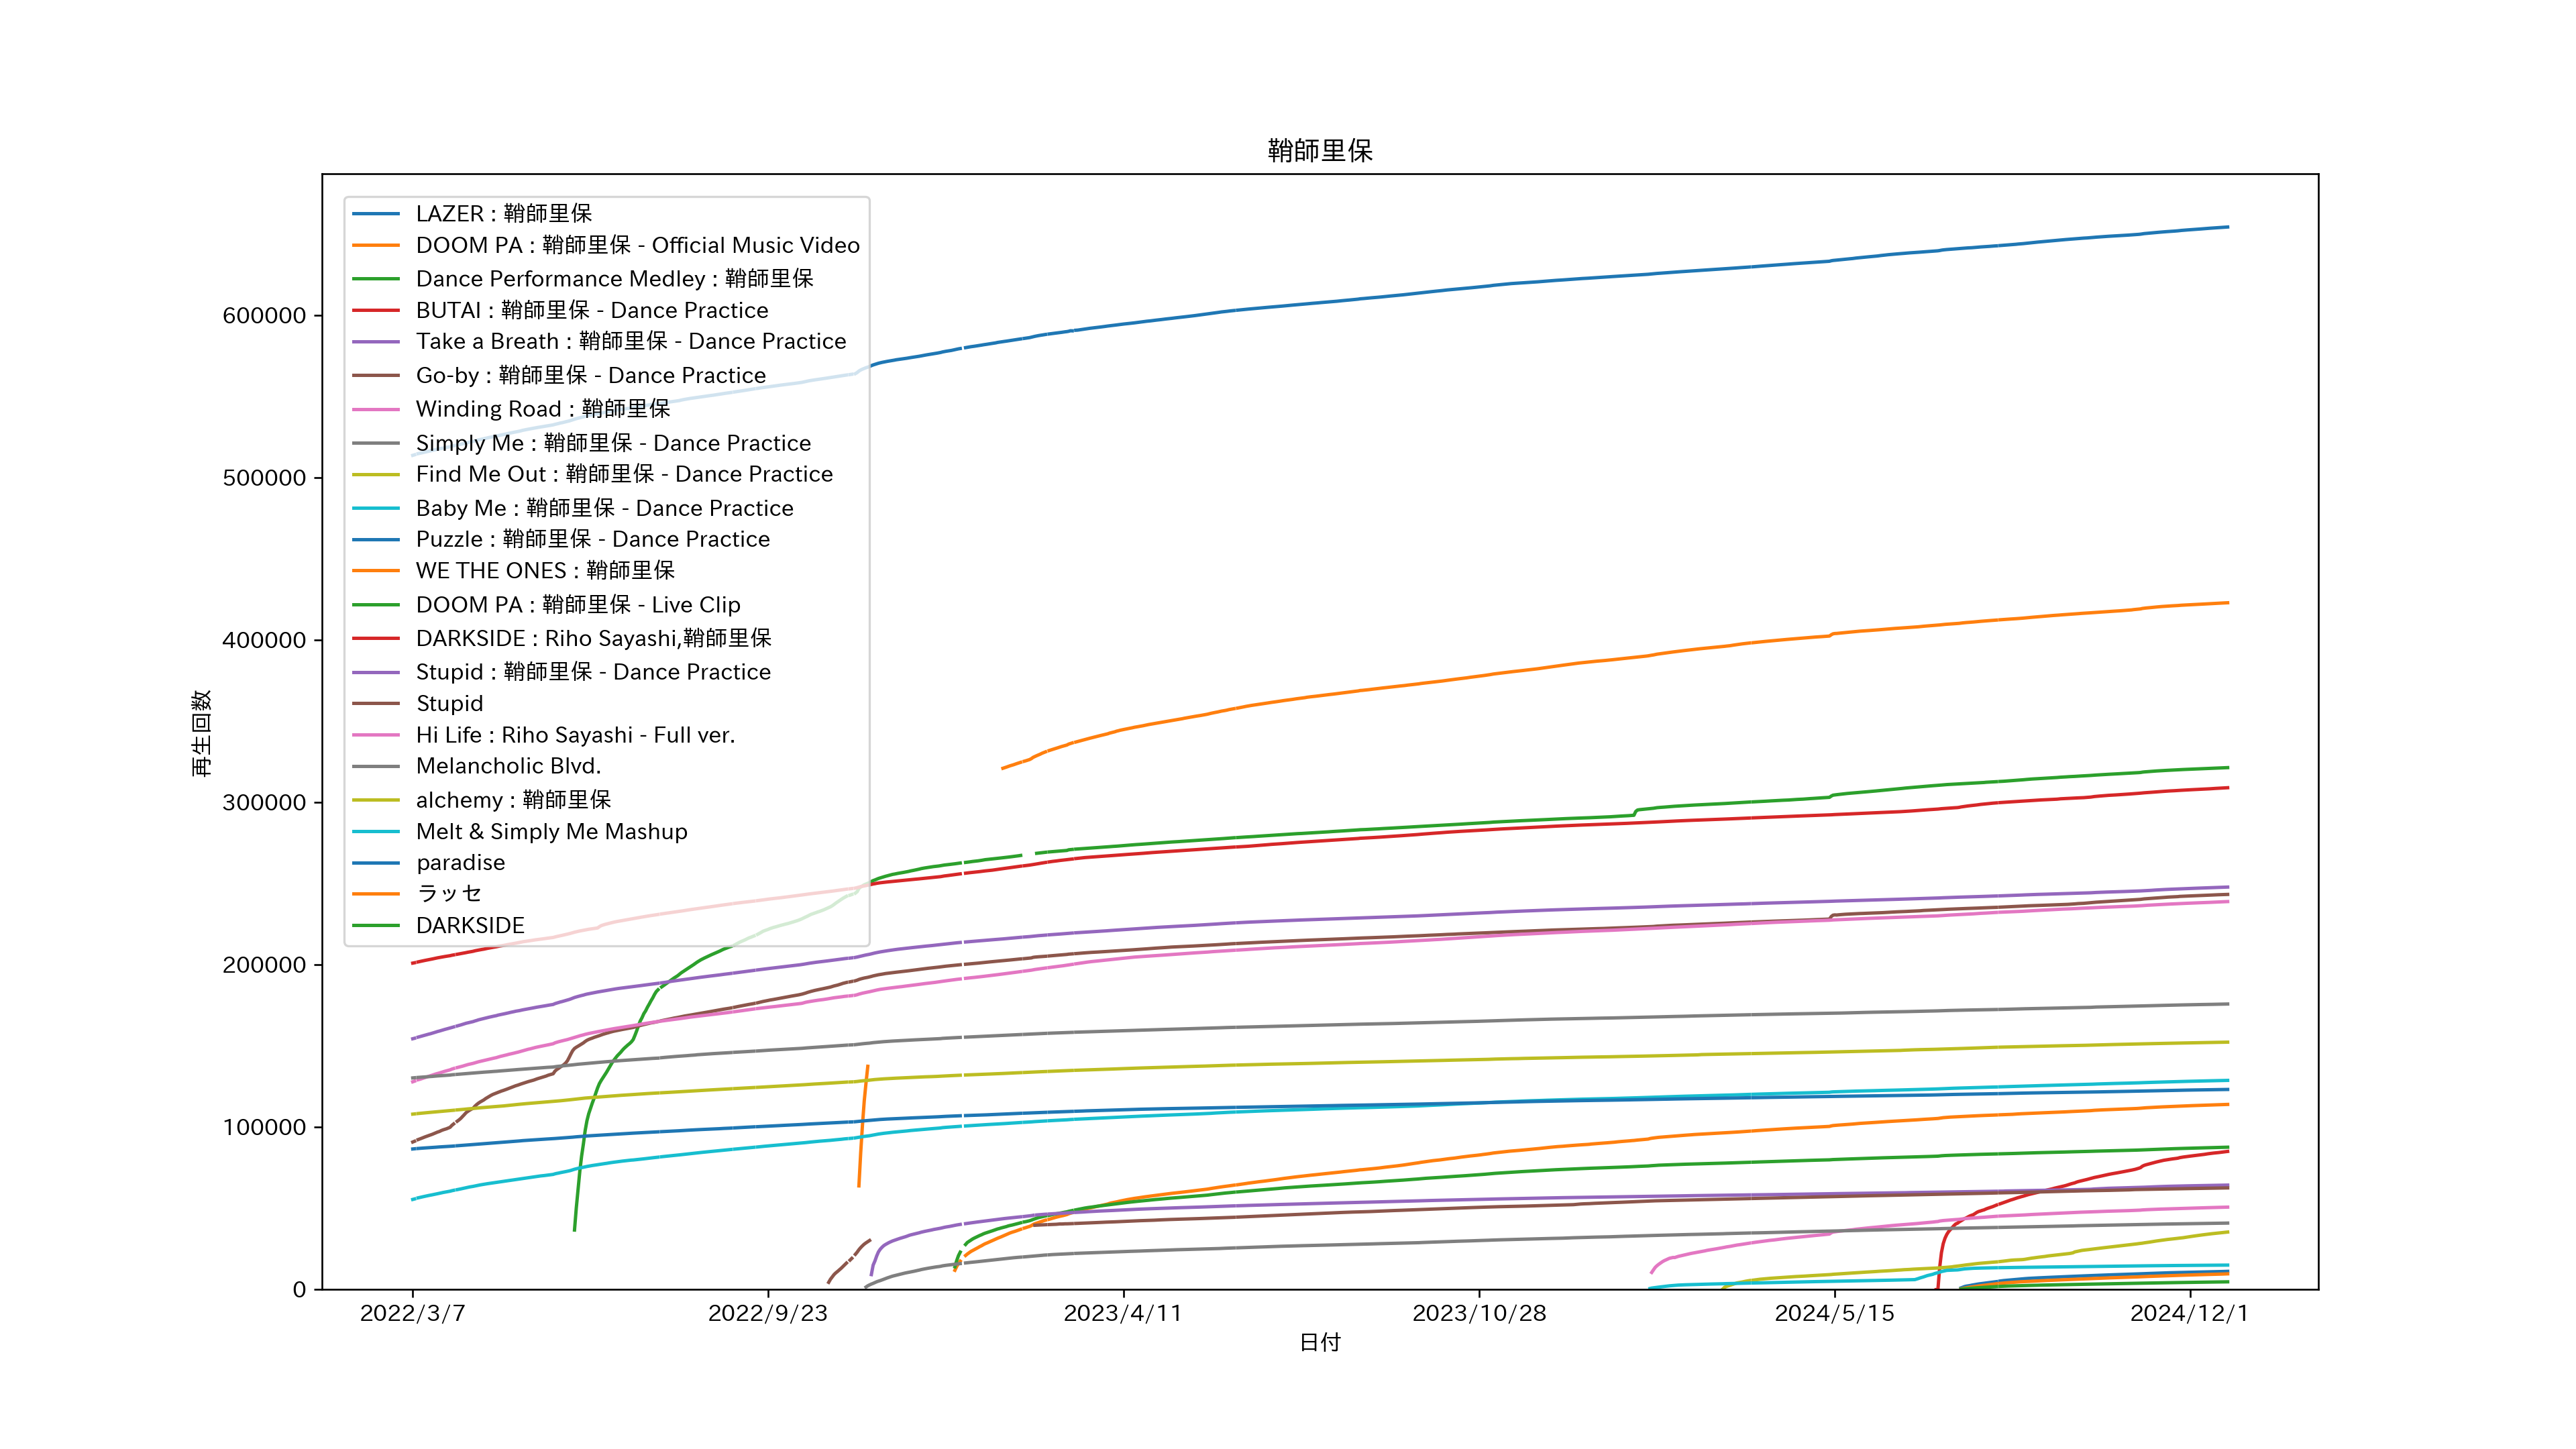 鞘師里保
LAZER : 鞘師里保
DOOM PA : 鞘師里保 - Official Music Video
Dance Performance Medley : 鞘師里保
BUTAI : 鞘師里保 - Dance Practice
Take a Breath : 鞘師里保 - Dance Practice
Go-by : 鞘師里保 - Dance Practice
Winding Road : 鞘師里保
Simply Me : 鞘師里保 - Dance Practice
Find Me Out : 鞘師里保 - Dance Practice
Baby Me : 鞘師里保 - Dance Practice
Puzzle : 鞘師里保 - Dance Practice
WE THE ONES : 鞘師里保
DOOM PA : 鞘師里保 - Live Clip
DARKSIDE : Riho Sayashi,鞘師里保
Stupid : 鞘師里保 - Dance Practice
Stupid
Hi Life : Riho Sayashi - Full ver.
Melancholic Blvd.
alchemy : 鞘師里保
Melt & Simply Me Mashup
paradise
ラッセ
DARKSIDE
600000
500000
400000
300000
200000
100000
0
再生回数
2022/3/7
2022/9/23
2023/4/11
2023/10/28
2024/5/15
2024/12/1
日付